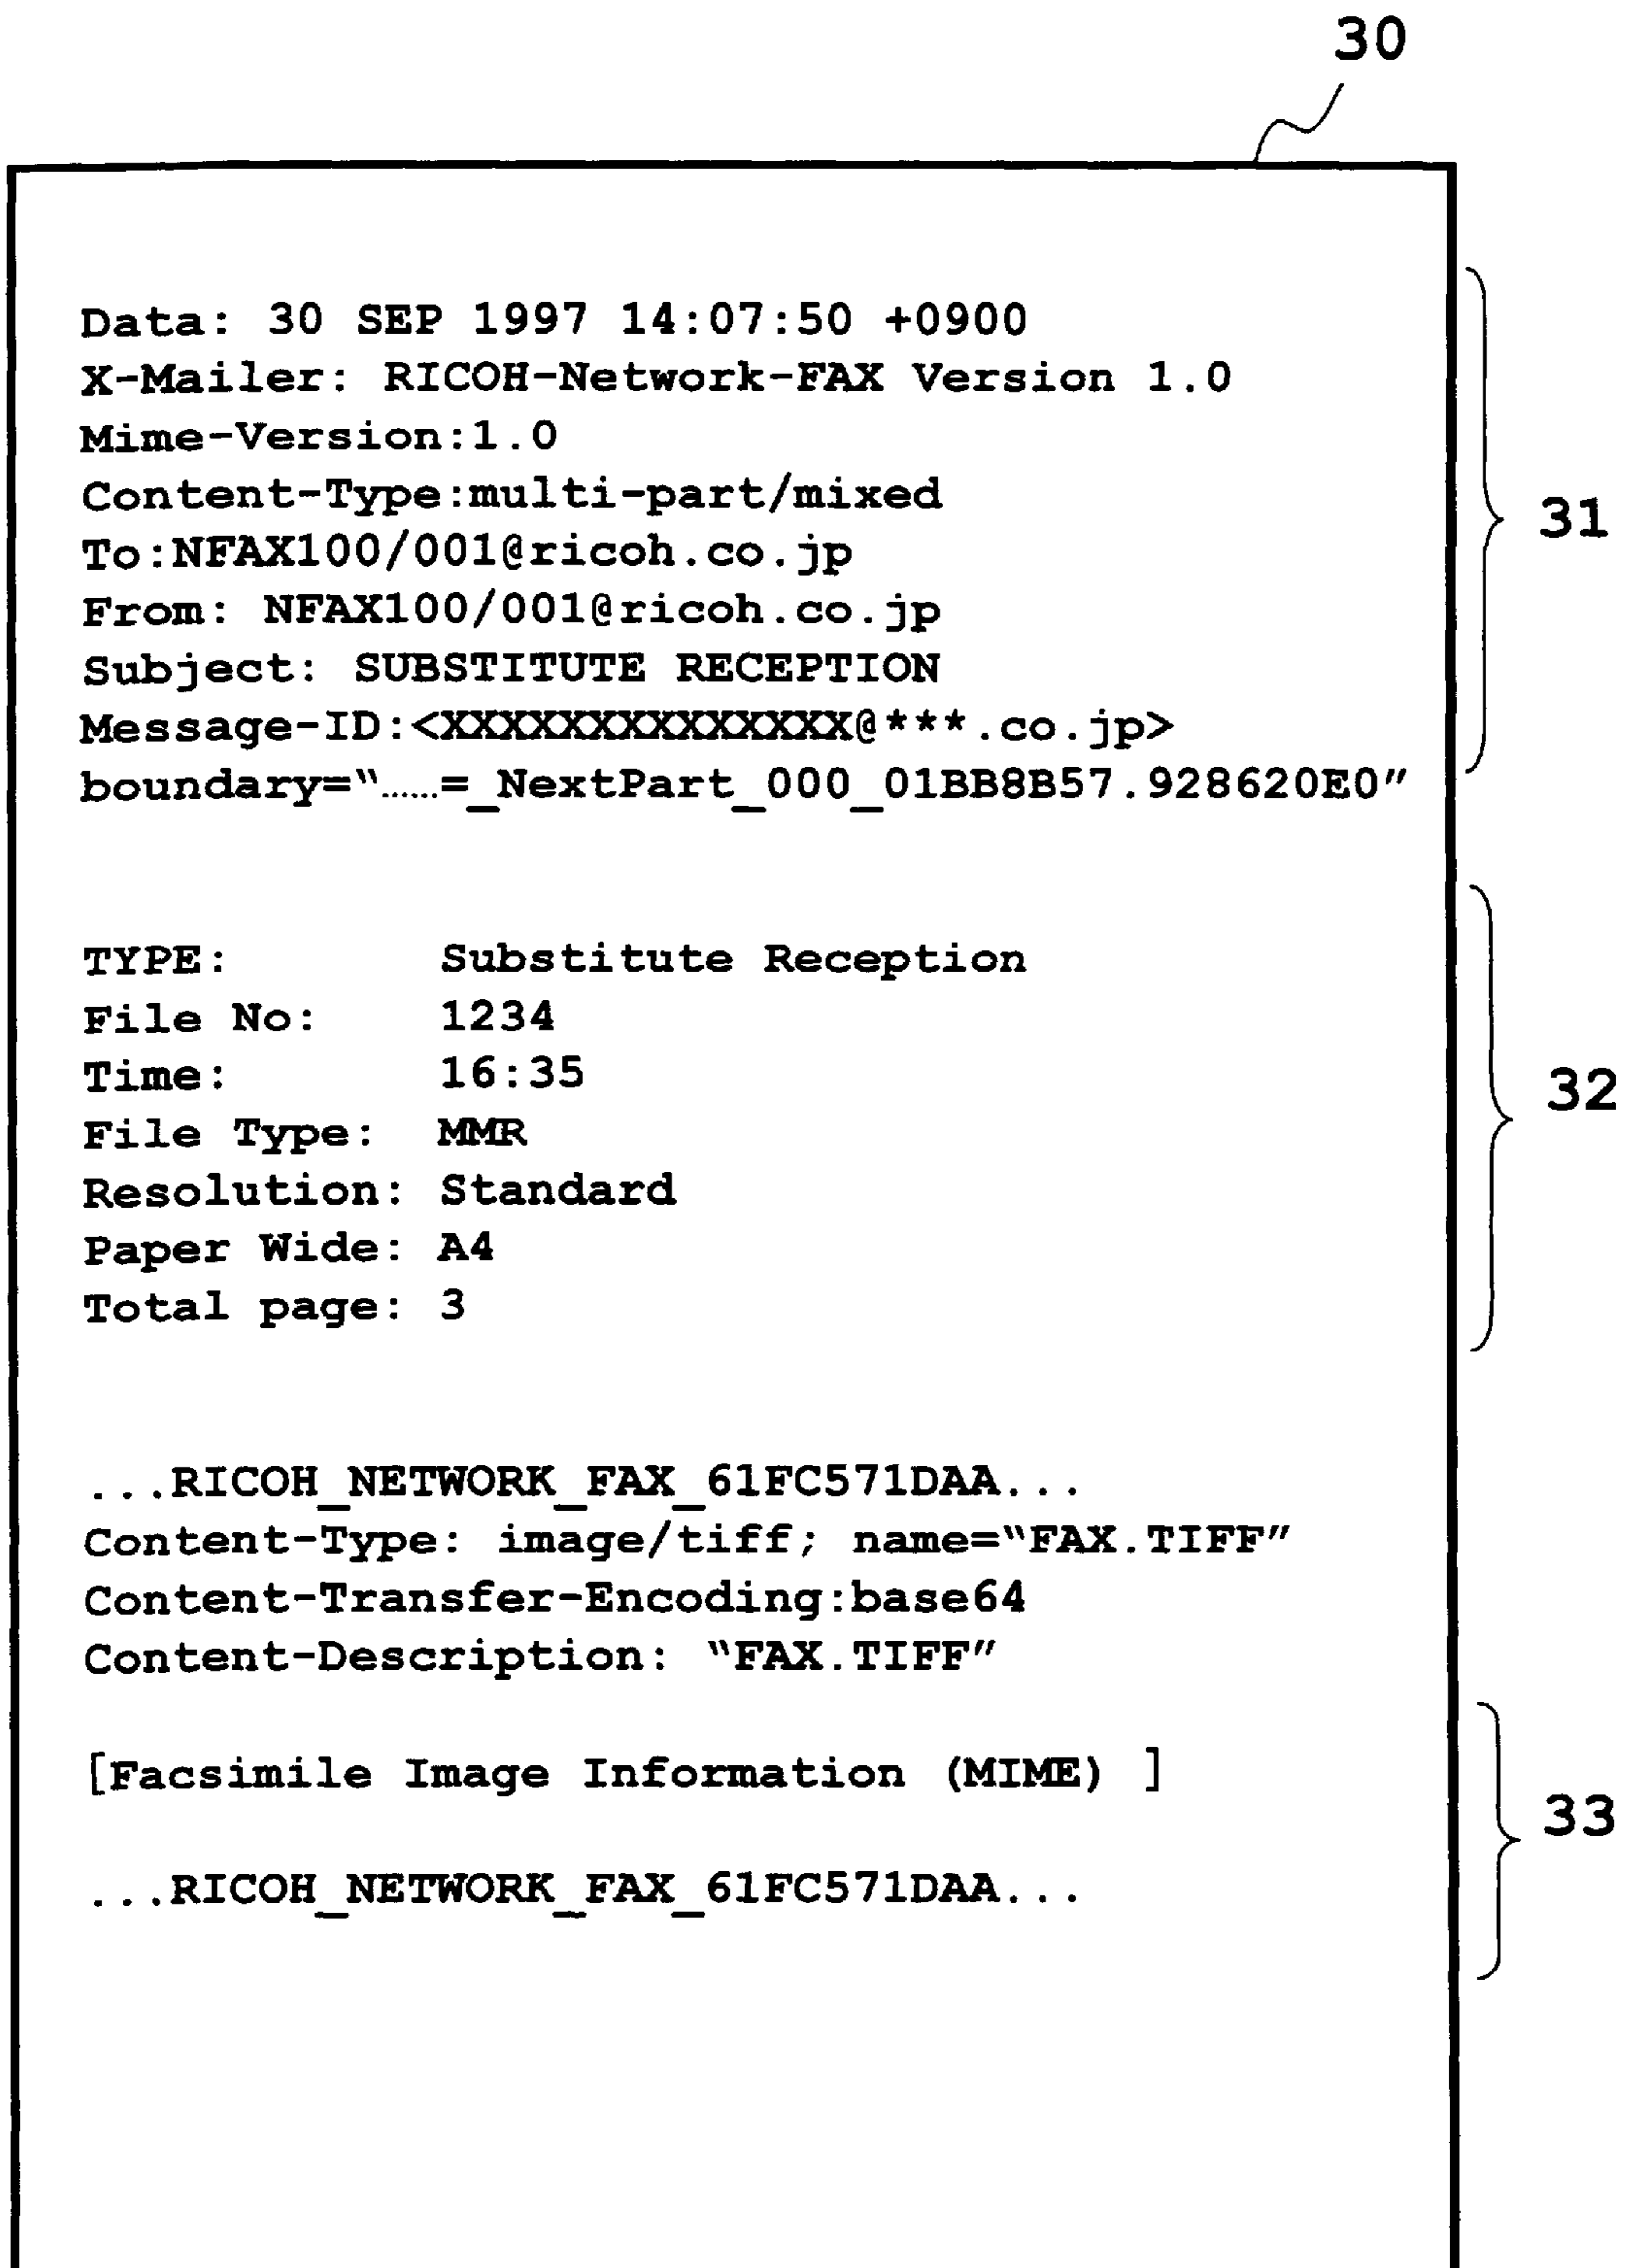 30
Data: 30 SEP 1997 14:07:50 +0900
X-Mailer: RICOH-Network-FAX Version 1.0
Mime-Version:1.0
Content-Type:multi-part/mixed
To:NFAX100/001@ricoh.co.jp
From: NFAX100/001@ricoh.co.jp
Subject: SUBSTITUTE RECEPTION
Message-ID:<XXXXXXXXXXXXXX@***.co.jp>
boundary="......=_NextPart_000_01BB8B57.928620E0"
31
TYPE: Substitute Reception
File No: 1234
Time: 16:35
File Type: MMR
Resolution: Standard
Paper Wide: A4
Total page: 3
32
...RICOH_NETWORK_FAX_61FC571DAA...
Content-Type: image/tiff; name="FAX.TIFF"
Content-Transfer-Encoding:base64
Content-Description: "FAX.TIFF"
[Facsimile Image Information (MIME) ]
33
...RICOH_NETWORK_FAX_61FC571DAA...